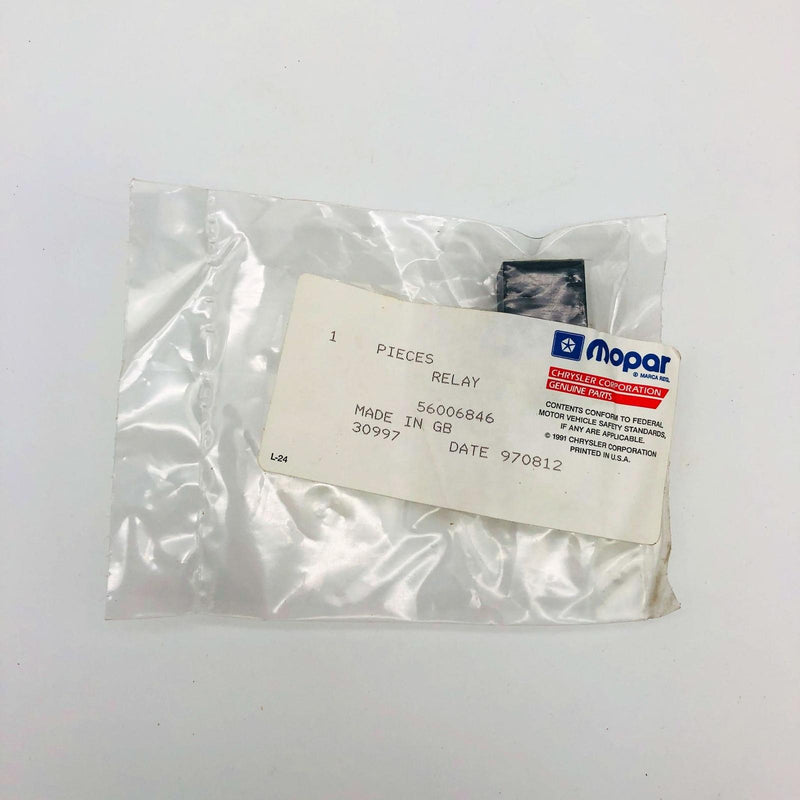 1 PIECES
RELAY
56006846
MADE IN GB
30997 DATE 970812
L-24
Mopar
® MARCA REG.
CHRYSLER CORPORATION
GENUINE PARTS
CONTENTS CONFORM TO FEDERAL
MOTOR VEHICLE SAFETY STANDARDS,
IF ANY ARE APPLICABLE.
© 1991 CHRYSLER CORPORATION
PRINTED IN U.S.A.